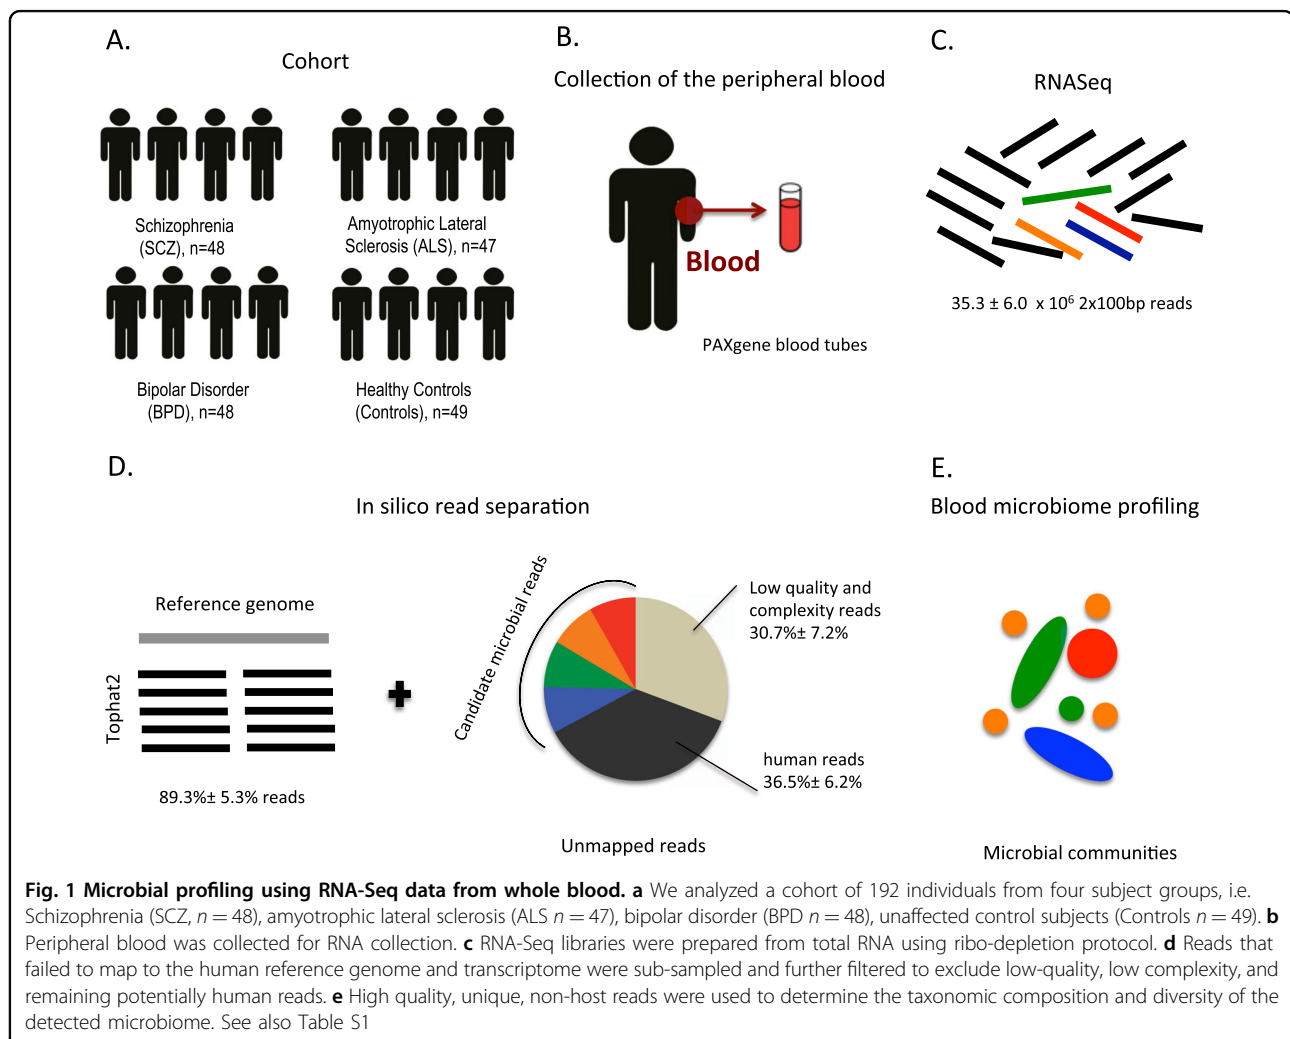 A.
Cohort
Schizophrenia
(SCZ), n=48
Amyotrophic Lateral
Sclerosis (ALS), n=47
Bipolar Disorder
(BPD), n=48
Healthy Controls
(Controls), n=49
B.
Collection of the peripheral blood
Blood
PAXgene blood tubes
C.
RNASeq
35.3 ± 6.0 x 10⁶ 2x100bp reads
D.
In silico read separation
Reference genome
Tophat2
89.3%± 5.3% reads
Candidate microbial reads
Low quality and
complexity reads
30.7%± 7.2%
human reads
36.5%± 6.2%
Unmapped reads
E.
Blood microbiome profiling
Microbial communities
Fig. 1 Microbial profiling using RNA-Seq data from whole blood. a We analyzed a cohort of 192 individuals from four subject groups, i.e.
Schizophrenia (SCZ, n = 48), amyotrophic lateral sclerosis (ALS n = 47), bipolar disorder (BPD n = 48), unaffected control subjects (Controls n = 49). b
Peripheral blood was collected for RNA collection. c RNA-Seq libraries were prepared from total RNA using ribo-depletion protocol. d Reads that
failed to map to the human reference genome and transcriptome were sub-sampled and further filtered to exclude low-quality, low complexity, and
remaining potentially human reads. e High quality, unique, non-host reads were used to determine the taxonomic composition and diversity of the
detected microbiome. See also Table S1